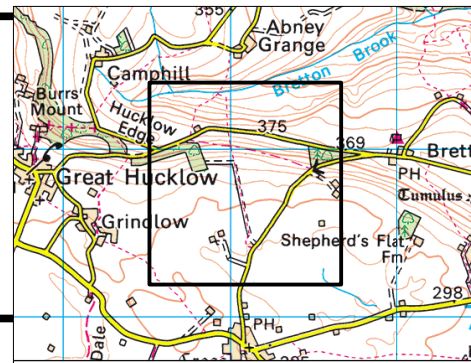 355
Abney
Grange
Camphill
Bretton Brook
Burrs
Mount
Hucklow
Edge
375
369
Brett
Great Hucklow
PH
Tumulus
Grindlow
Shepherd's Flat
Fm
298
PH
Dale